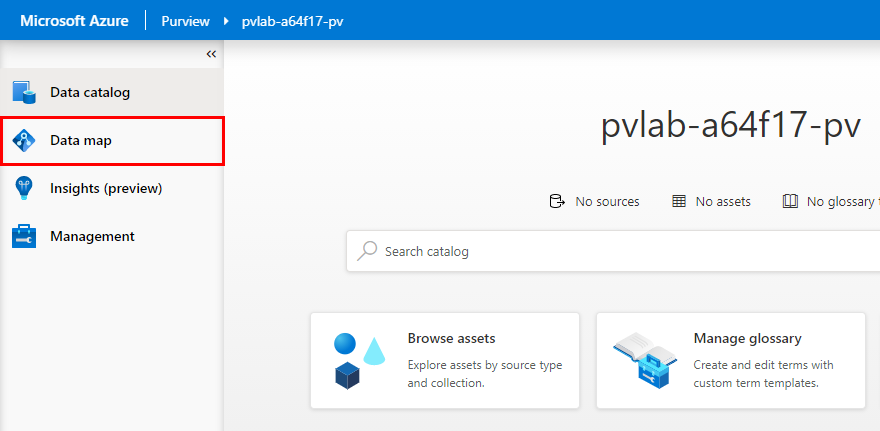 Microsoft Azure Purview pvlab-a64f17-pv
«
Data catalog
Data map
Insights (preview)
Management
pvlab-a64f17-pv
No sources No assets No glossary
Search catalog
Browse assets
Explore assets by source type
and collection.
Manage glossary
Create and edit terms with
custom term templates.